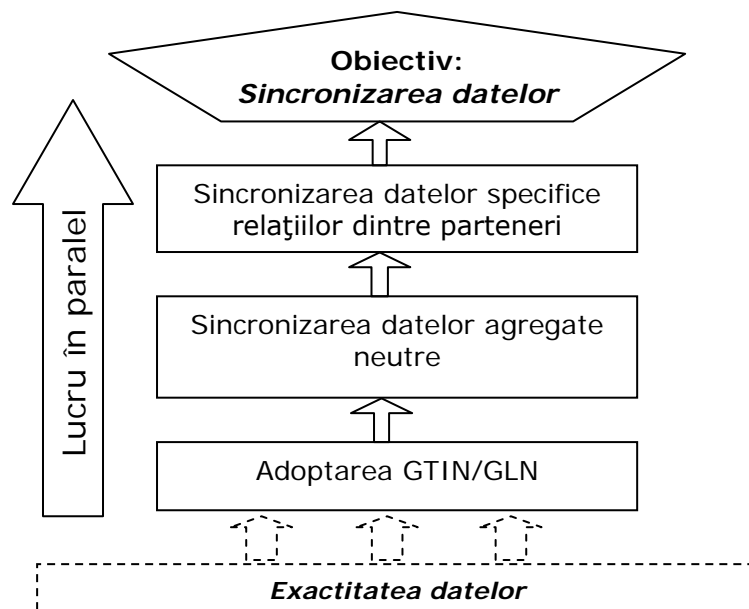 Obiectiv:
Sincronizarea datelor
Lucru în paralel
Sincronizarea datelor specifice
relaţiilor dintre parteneri
Sincronizarea datelor agregate
neutre
Adoptarea GTIN/GLN
Exactitatea datelor